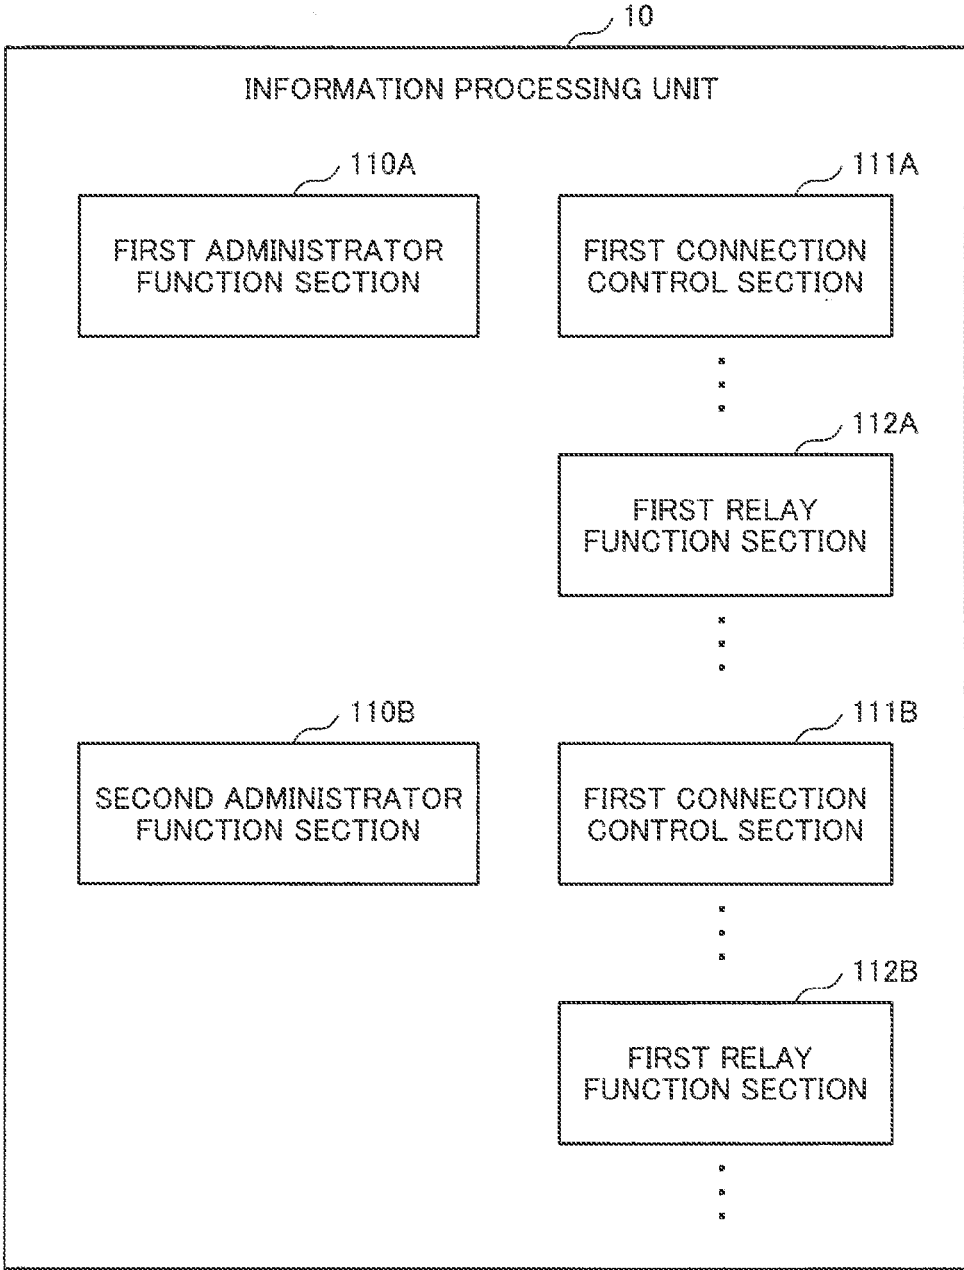 10
INFORMATION PROCESSING UNIT
110A
111A
FIRST ADMINISTRATOR
FUNCTION SECTION
FIRST CONNECTION
CONTROL SECTION
112A
FIRST RELAY
FUNCTION SECTION
110B
111B
SECOND ADMINISTRATOR
FUNCTION SECTION
FIRST CONNECTION
CONTROL SECTION
112B
FIRST RELAY
FUNCTION SECTION